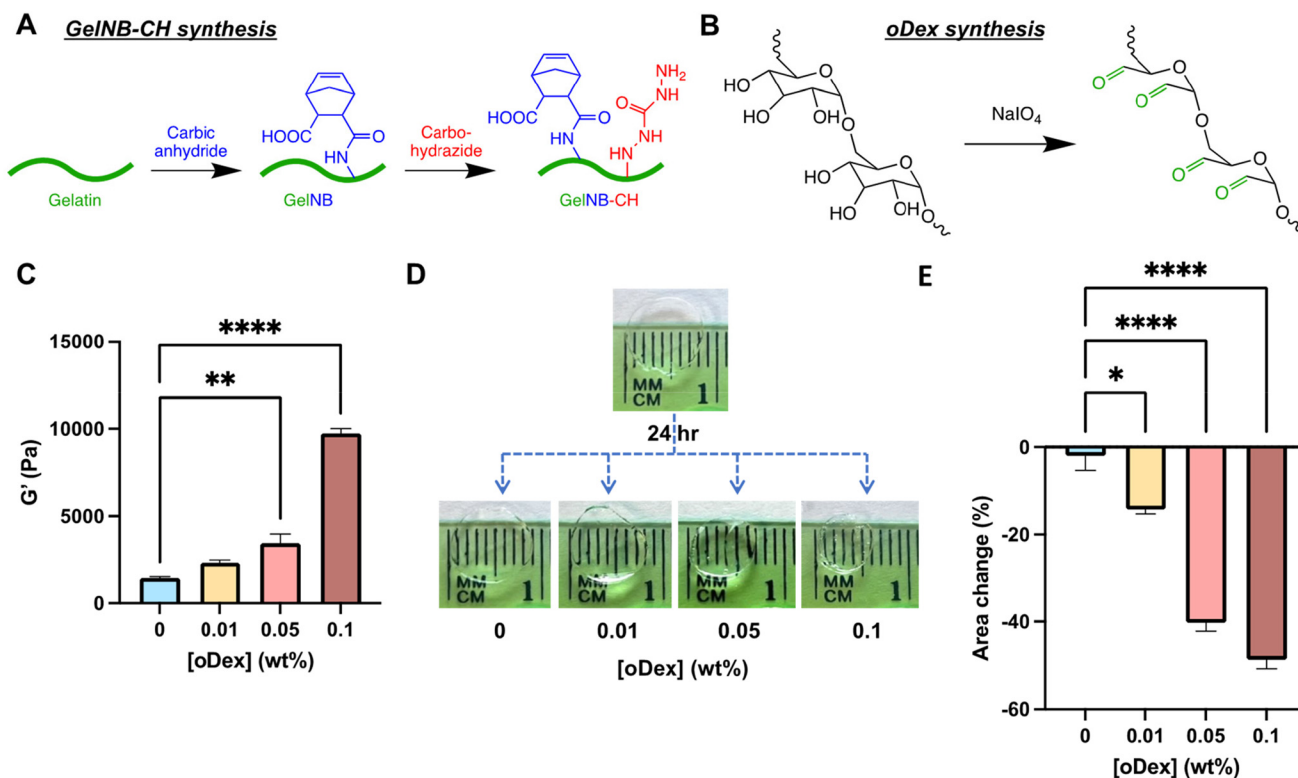 A
GelNB-CH synthesis
HOOC
O
HN
Carbic
anhydride
Gelatin
GelNB
Carbo-
hydrazide
NH2
NH
O
HOOC
O
NH
HN
HN
GelNB-CH
B
oDex synthesis
HO
HO
HO
O
O
O
HO
HO
OH
O
NaIO4
O
O
O
O
O
O
O
O
C
G' (Pa)
15000
10000
5000
0
****
**
0
0.01
0.05
0.1
[oDex] (wt%)
D
MM
CM
1
24 hr
MM
CM
1
MM
CM
1
MM
CM
1
MM
CM
1
0
0.01
0.05
0.1
[oDex] (wt%)
E
****
****
*
Area change (%)
0
-20
-40
-60
0
0.01
0.05
0.1
[oDex] (wt%)